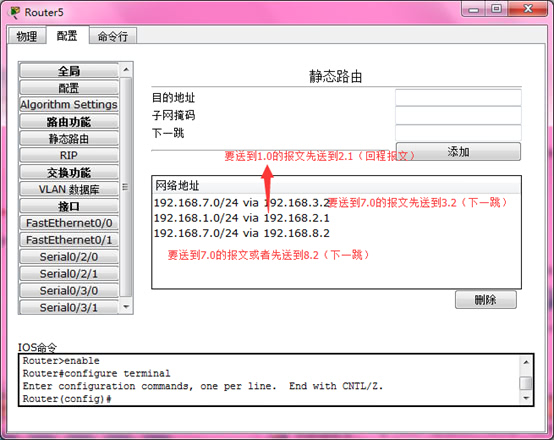 Router5
物理
配置
命令行
全局
配置
Algorithm Settings
路由功能
静态路由
RIP
交换功能
VLAN 数据库
接口
FastEthernet0/0
FastEthernet0/1
Serial0/2/0
Serial0/2/1
Serial0/3/0
Serial0/3/1
静态路由
目的地址
子网掩码
下一跳
要送到1.0的报文先送到2.1（回程报文）
添加
网络地址
192.168.7.0/24 via 192.168.3.2
要送到7.0的报文先送到3.2（下一跳）
192.168.1.0/24 via 192.168.2.1
192.168.7.0/24 via 192.168.8.2
要送到7.0的报文或者先送到8.2（下一跳）
删除
IOS命令
Router>enable
Router#configure terminal
Enter configuration commands, one per line.  End with CNTL/Z.
Router(config)#